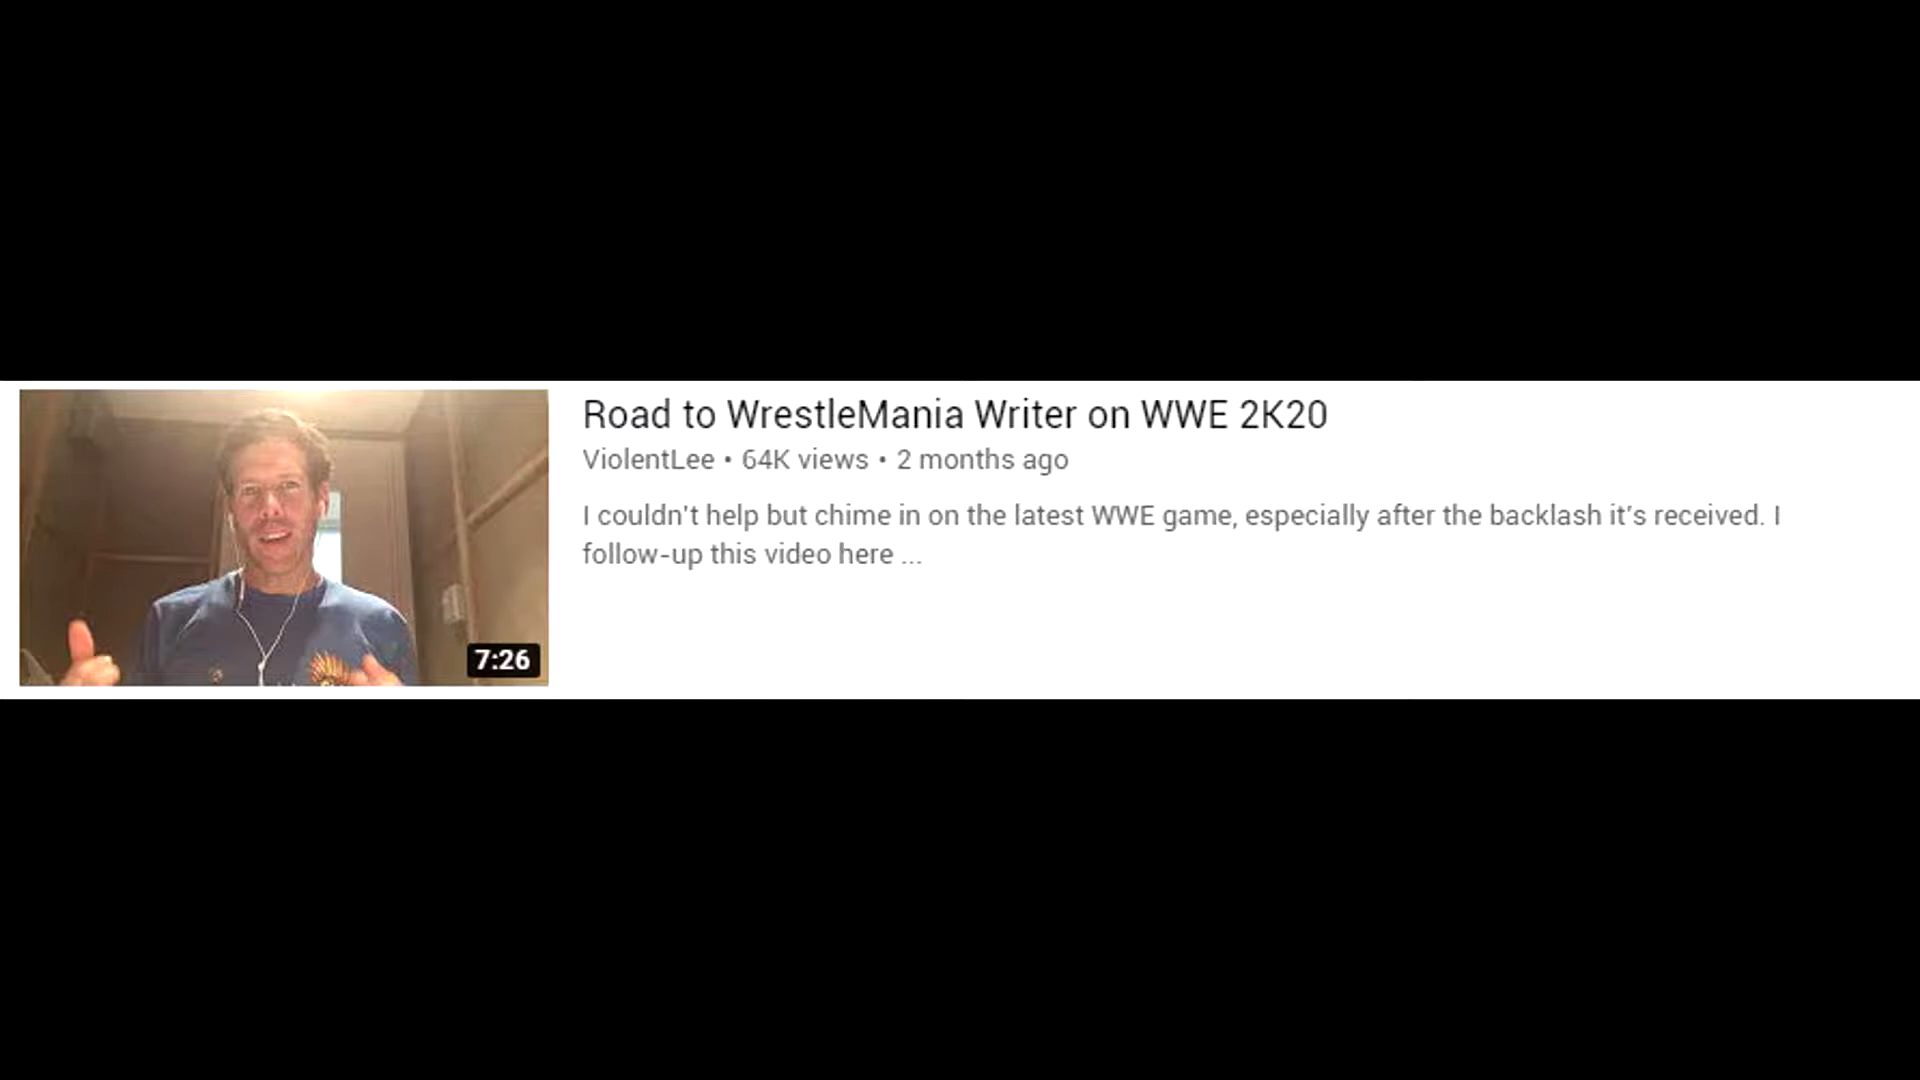 Road to WrestleMania Writer on WWE 2K20
ViolentLee • 64K views • 2 months ago
I couldn't help but chime in on the latest WWE game, especially after the backlash it's received. I
follow-up this video here ...
7:26